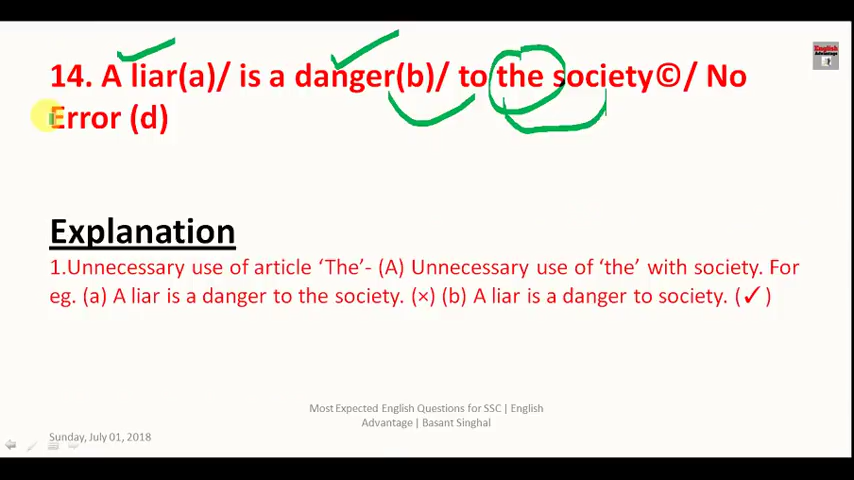 English
Advantage
14. A liar(a)/ is a danger(b)/ to the society©/ No
Error (d)
Explanation
1.Unnecessary use of article ‘The’- (A) Unnecessary use of ‘the’ with society. For
eg. (a) A liar is a danger to the society. (×) (b) A liar is a danger to society. (✓)
Most Expected English Questions for SSC | English
Advantage | Basant Singhal
Sunday, July 01, 2018